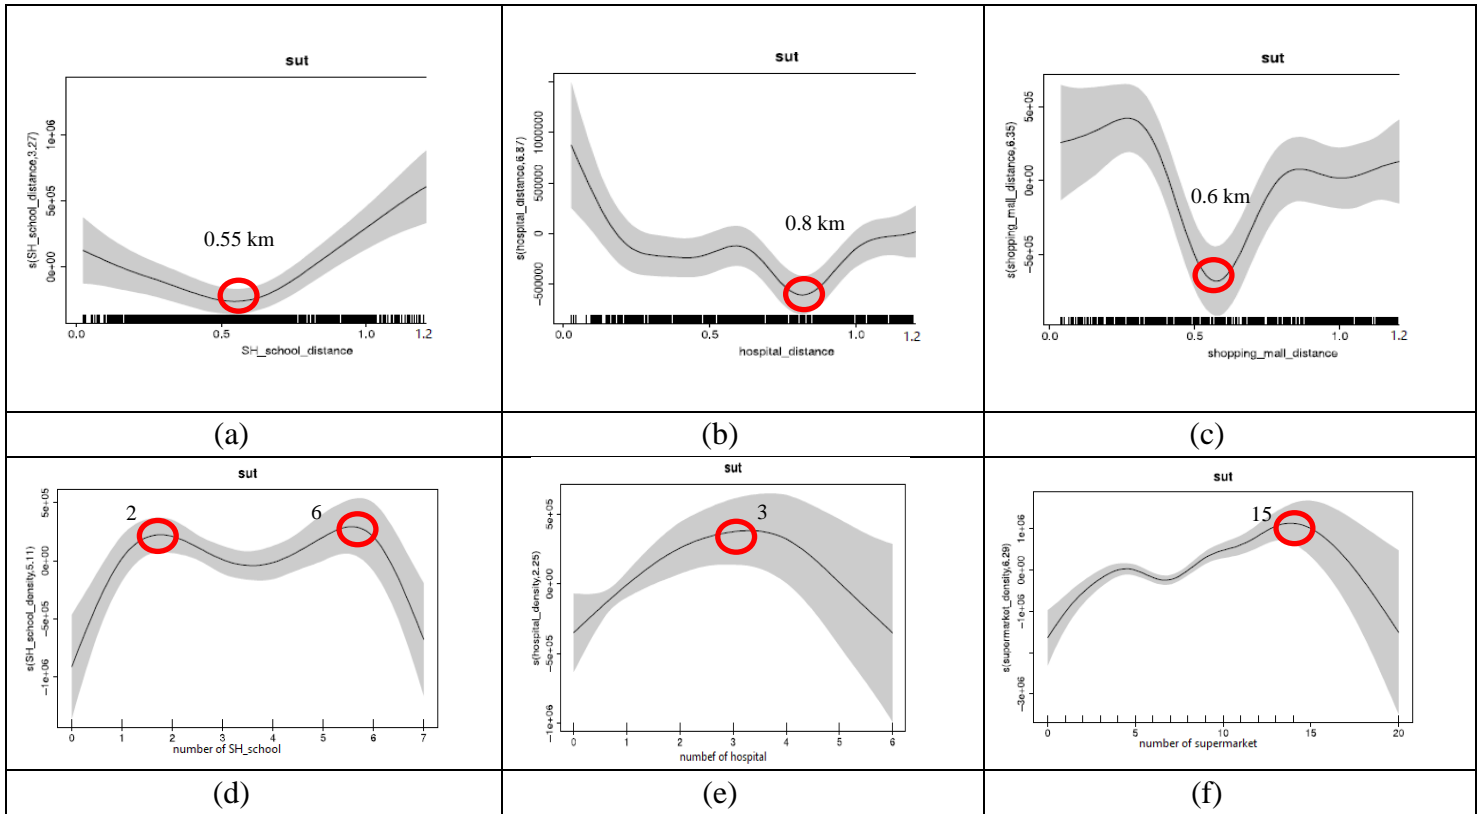 sut
s(SH_school_distance,3.27)
1e+06
5e+05
0e+00
0.55 km
0.0 0.5 1.0 1.2
SH_school_distance
sut
s(hospital_distance,6.87)
1000000
500000
0
-500000
0.8 km
0.0 0.5 1.0 1.2
hospital_distance
sut
s(shopping_mall_distance,6.35)
5e+05
0e+00
-5e+05
0.6 km
0.0 0.5 1.0 1.2
shopping_mall_distance
(a)
(b)
(c)
sut
s(SH_school_density,5.11)
5e+05
0e+00
-5e+05
-1e+06
2
6
0 1 2 3 4 5 6 7
number of SH_school
sut
s(hospital_density,2.25)
5e+05
0e+00
-5e+05
-1e+06
3
0 1 2 3 4 5 6
numbef of hospital
sut
s(supermarket_density,6.29)
1e+06
0e+00
-1e+06
-3e+06
15
0 5 10 15 20
number of supermarket
(d)
(e)
(f)